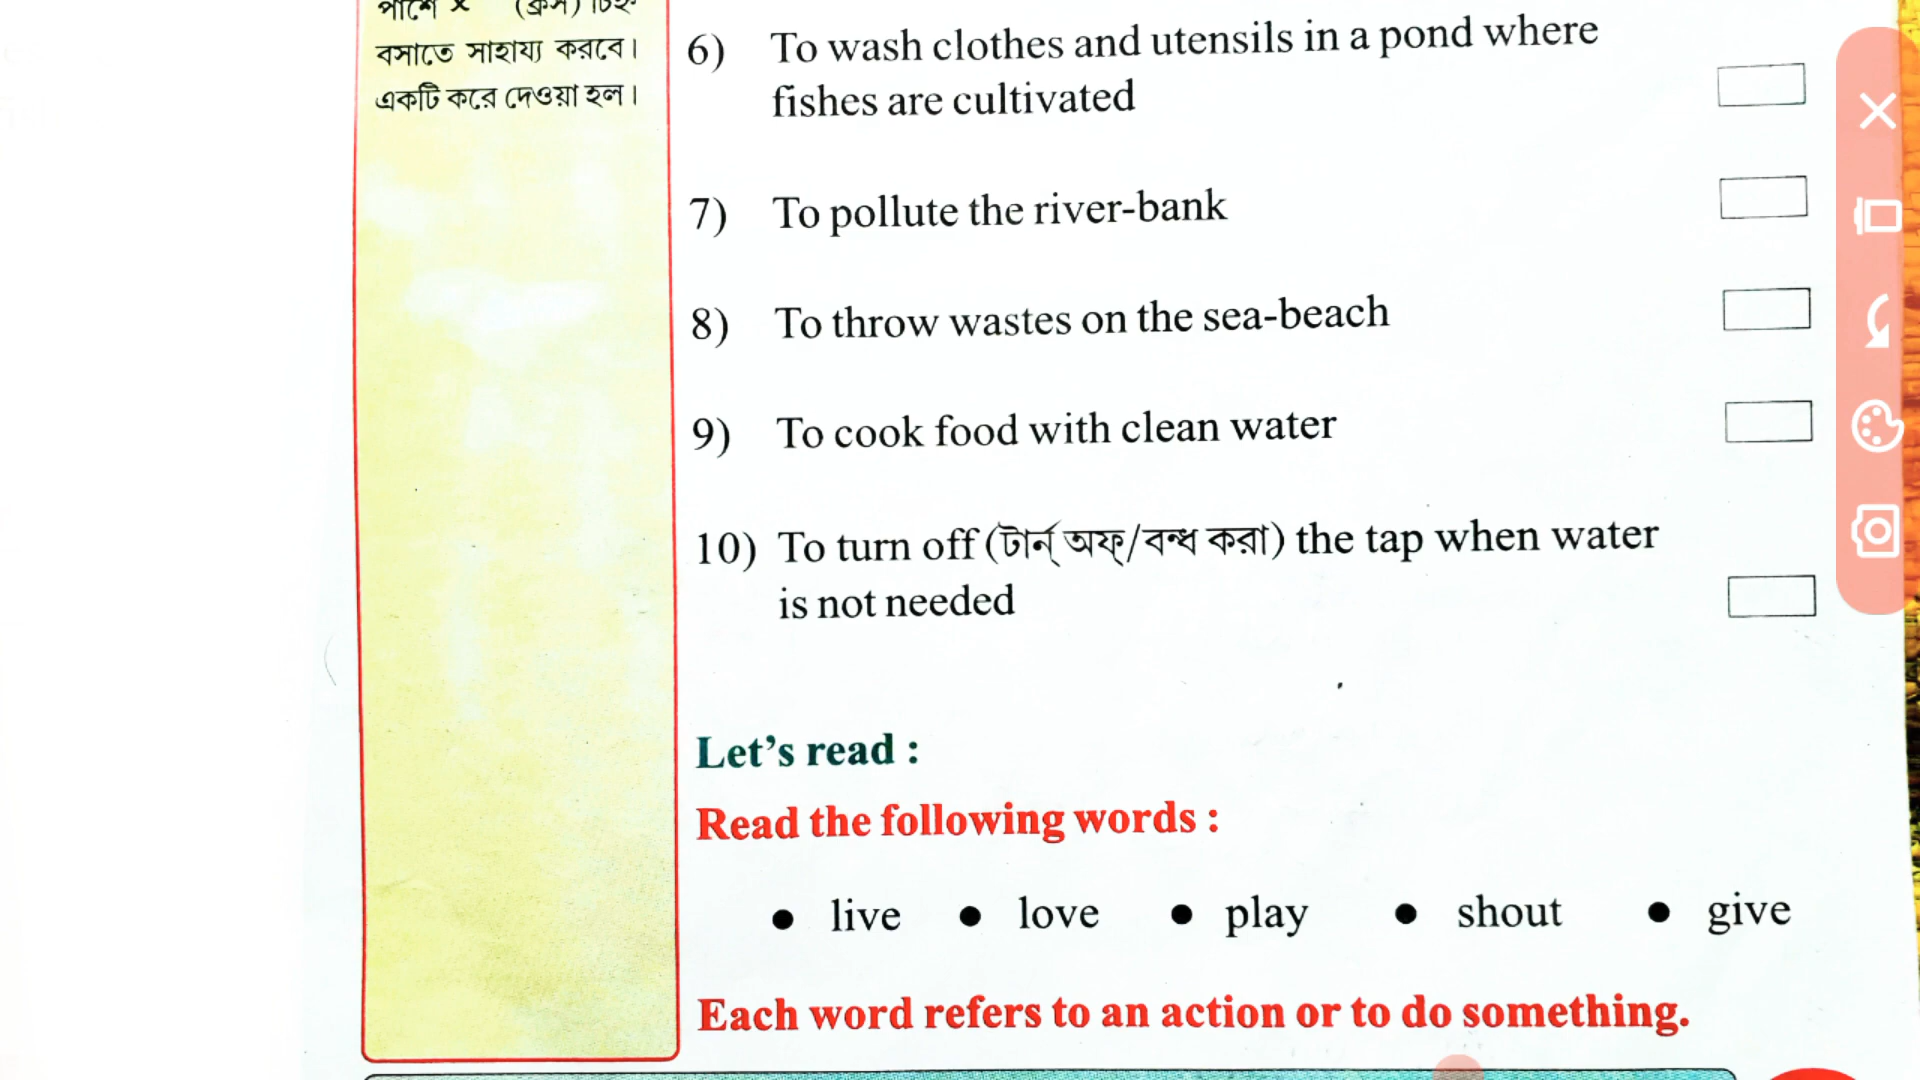 পাশে × (ক্রস) চিহ্ন
বসাতে সাহায্য করবে।
একটি করে দেওয়া হল।
6) To wash clothes and utensils in a pond where
fishes are cultivated
7) To pollute the river-bank
8) To throw wastes on the sea-beach
9) To cook food with clean water
10) To turn off (টার্ন্ অফ্/বন্ধ করা) the tap when water
is not needed
Let's read :
Read the following words :
• live • love • play • shout • give
Each word refers to an action or to do something.